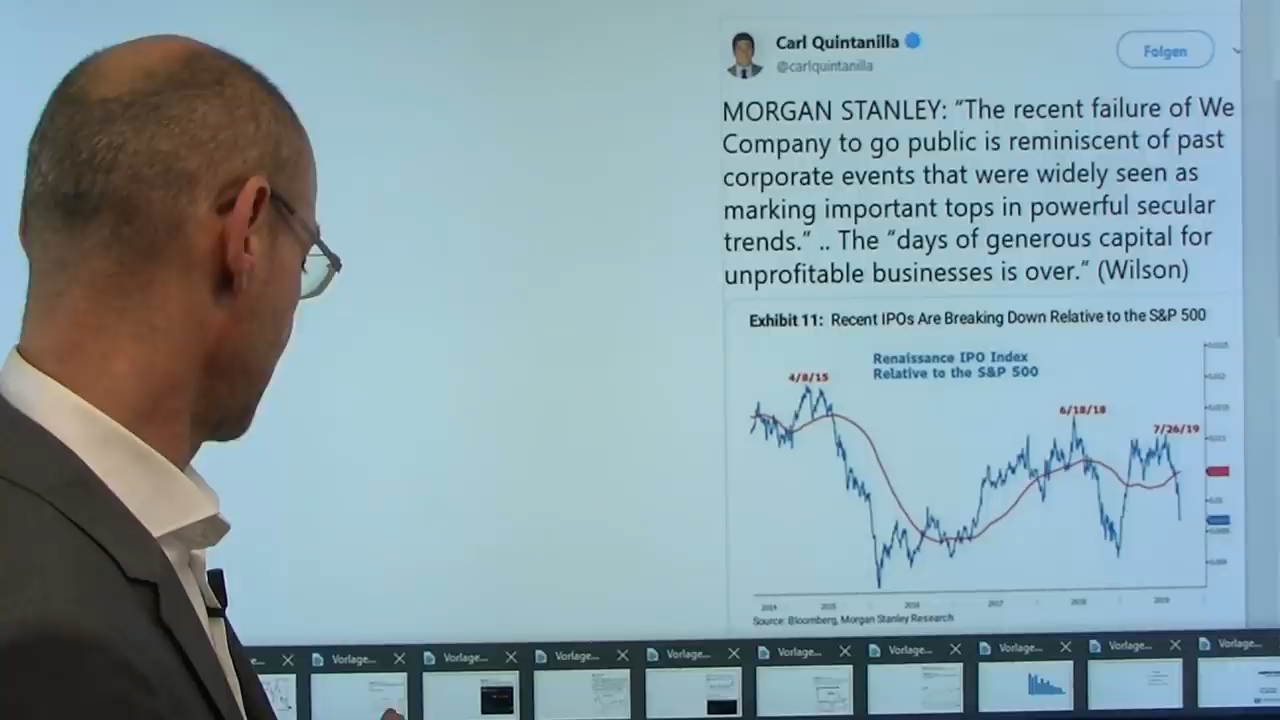 Carl Quintanilla
@carlquintanilla
Folgen
MORGAN STANLEY: “The recent failure of We
Company to go public is reminiscent of past
corporate events that were widely seen as
marking important tops in powerful secular
trends.” .. The “days of generous capital for
unprofitable businesses is over.” (Wilson)
Exhibit 11: Recent IPOs Are Breaking Down Relative to the S&P 500
Renaissance IPO Index
Relative to the S&P 500
4/8/15
6/18/18
7/26/19
2014 2015 2016 2017 2018 2019
Source: Bloomberg, Morgan Stanley Research
e... Vorlage... Vorlage... Vorlage... Vorlage... Vorlage... Vorlage... Vorlage... Vorlage... Vorlage...